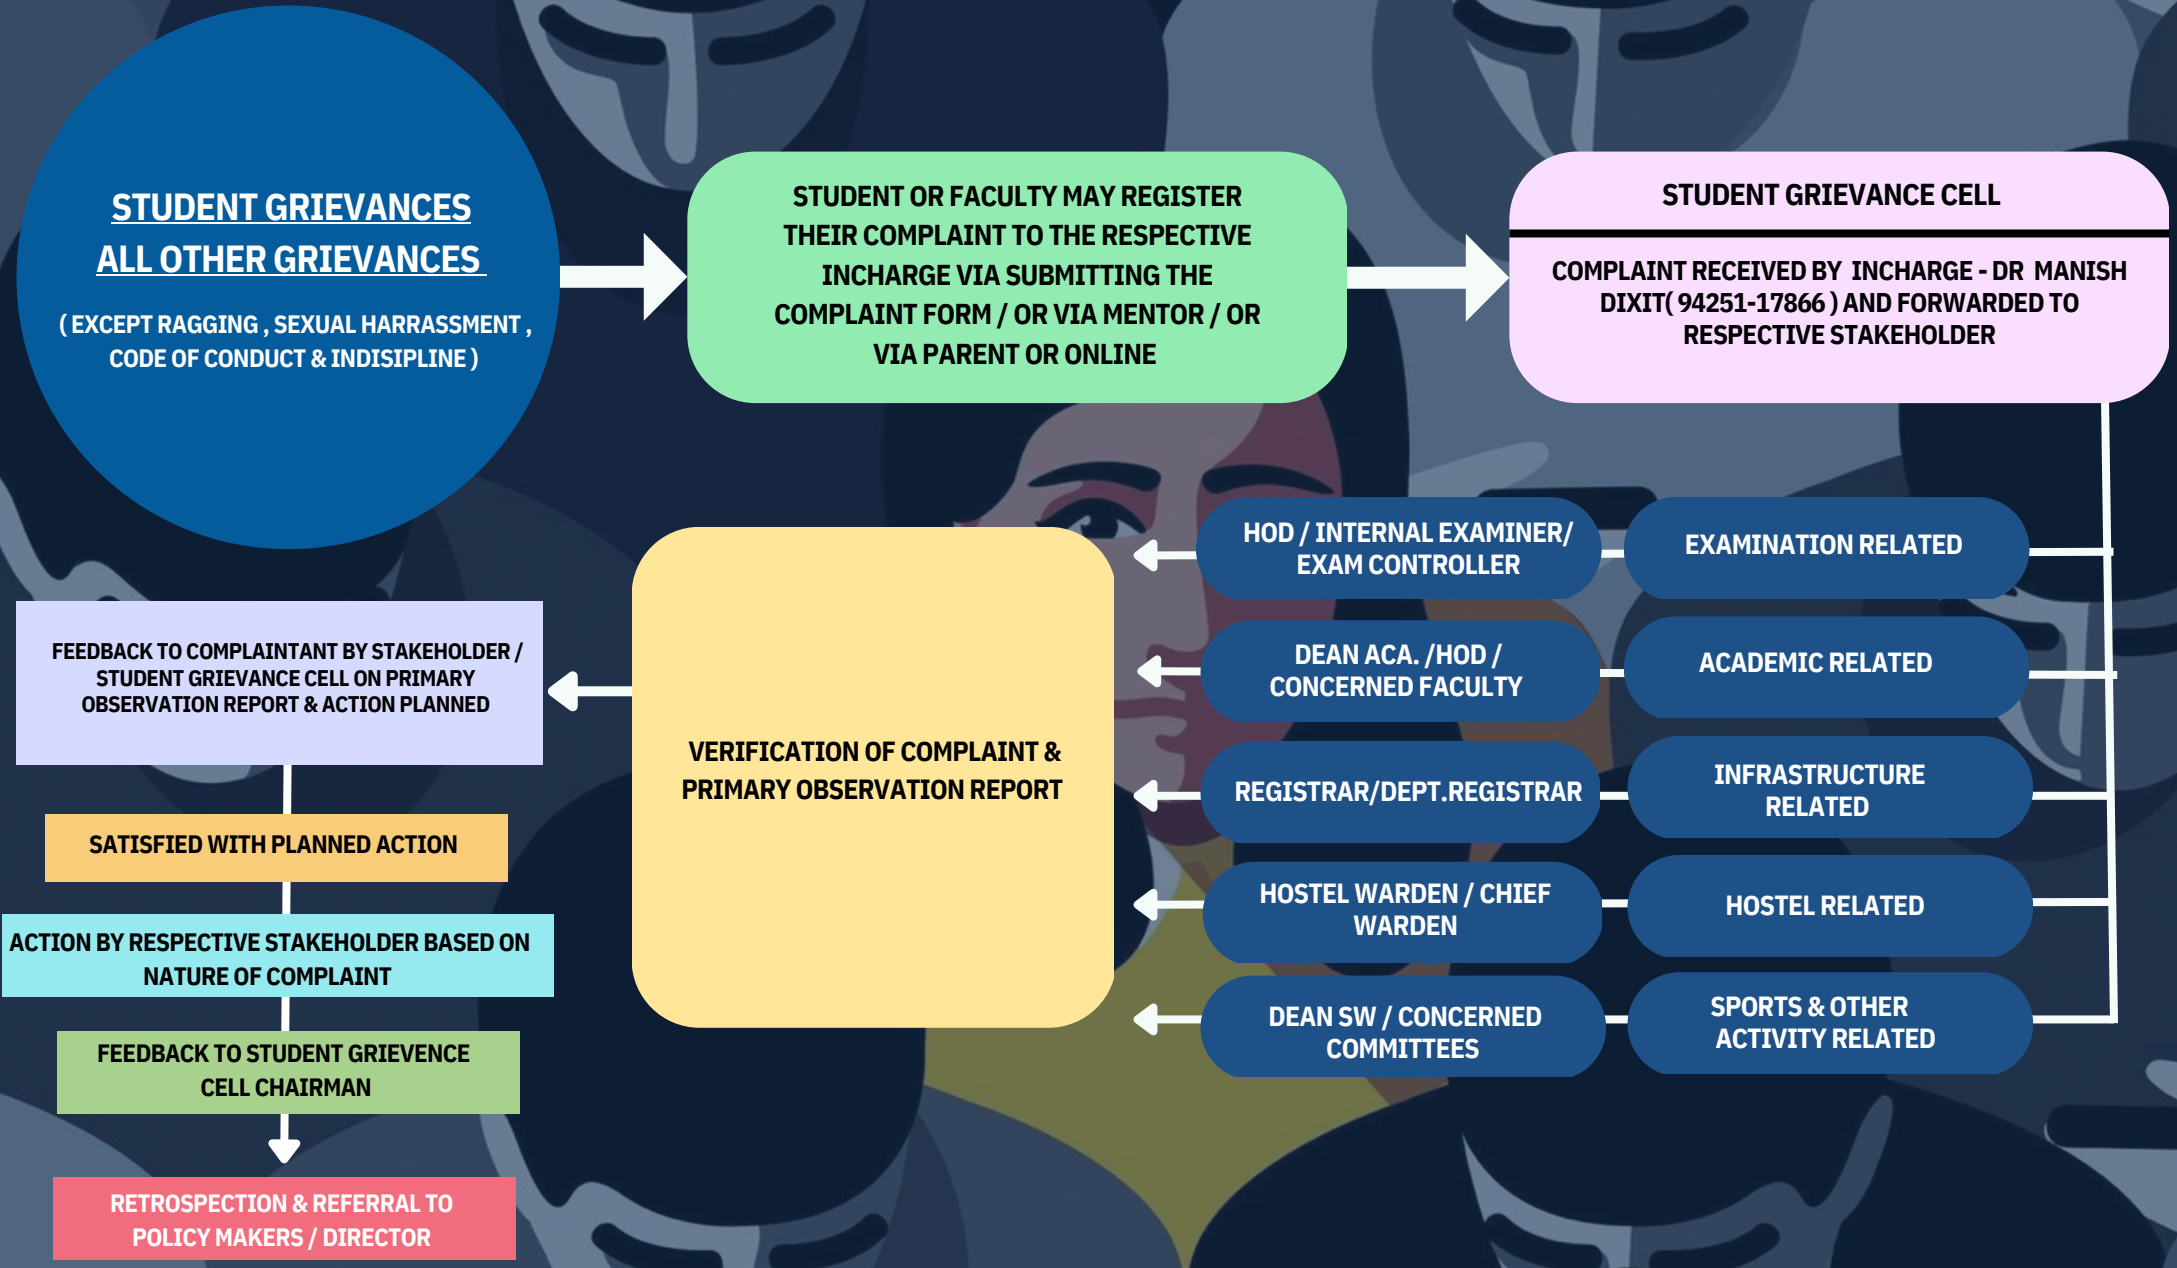 STUDENT GRIEVANCES
ALL OTHER GRIEVANCES
( EXCEPT RAGGING , SEXUAL HARRASSMENT ,
CODE OF CONDUCT & INDISIPLINE )
STUDENT OR FACULTY MAY REGISTER
THEIR COMPLAINT TO THE RESPECTIVE
INCHARGE VIA SUBMITTING THE
COMPLAINT FORM / OR VIA MENTOR / OR
VIA PARENT OR ONLINE
STUDENT GRIEVANCE CELL
COMPLAINT RECEIVED BY INCHARGE - DR MANISH
DIXIT( 94251-17866 ) AND FORWARDED TO
RESPECTIVE STAKEHOLDER
EXAMINATION RELATED
HOD / INTERNAL EXAMINER/
EXAM CONTROLLER
ACADEMIC RELATED
DEAN ACA. /HOD /
CONCERNED FACULTY
INFRASTRUCTURE
RELATED
REGISTRAR/DEPT.REGISTRAR
HOSTEL RELATED
HOSTEL WARDEN / CHIEF
WARDEN
SPORTS & OTHER
ACTIVITY RELATED
DEAN SW / CONCERNED
COMMITTEES
VERIFICATION OF COMPLAINT &
PRIMARY OBSERVATION REPORT
FEEDBACK TO COMPLAINTANT BY STAKEHOLDER /
STUDENT GRIEVANCE CELL ON PRIMARY
OBSERVATION REPORT & ACTION PLANNED
SATISFIED WITH PLANNED ACTION
ACTION BY RESPECTIVE STAKEHOLDER BASED ON
NATURE OF COMPLAINT
FEEDBACK TO STUDENT GRIEVENCE
CELL CHAIRMAN
RETROSPECTION & REFERRAL TO
POLICY MAKERS / DIRECTOR